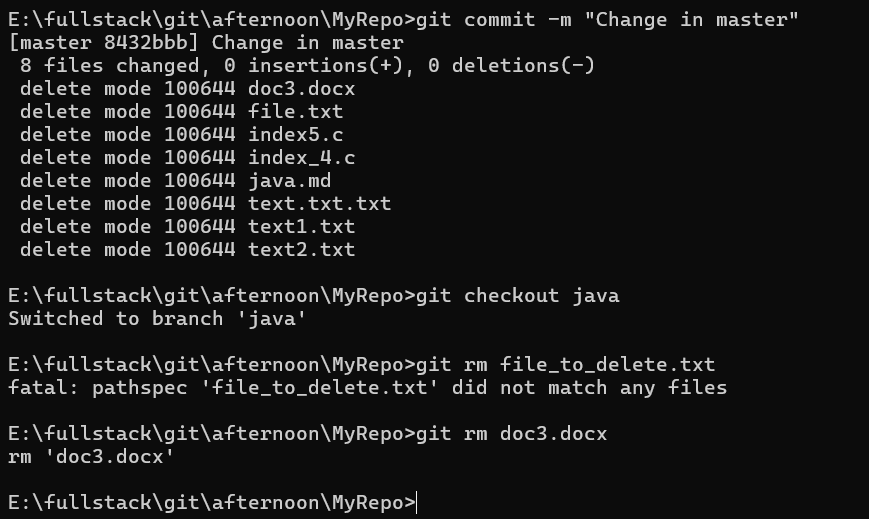 E:\fullstack\git\afternoon\MyRepo>git commit -m "Change in master"
[master 8432bbb] Change in master
 8 files changed, 0 insertions(+), 0 deletions(-)
 delete mode 100644 doc3.docx
 delete mode 100644 file.txt
 delete mode 100644 index5.c
 delete mode 100644 index_4.c
 delete mode 100644 java.md
 delete mode 100644 text.txt.txt
 delete mode 100644 text1.txt
 delete mode 100644 text2.txt
E:\fullstack\git\afternoon\MyRepo>git checkout java
Switched to branch 'java'
E:\fullstack\git\afternoon\MyRepo>git rm file_to_delete.txt
fatal: pathspec 'file_to_delete.txt' did not match any files
E:\fullstack\git\afternoon\MyRepo>git rm doc3.docx
rm 'doc3.docx'
E:\fullstack\git\afternoon\MyRepo>